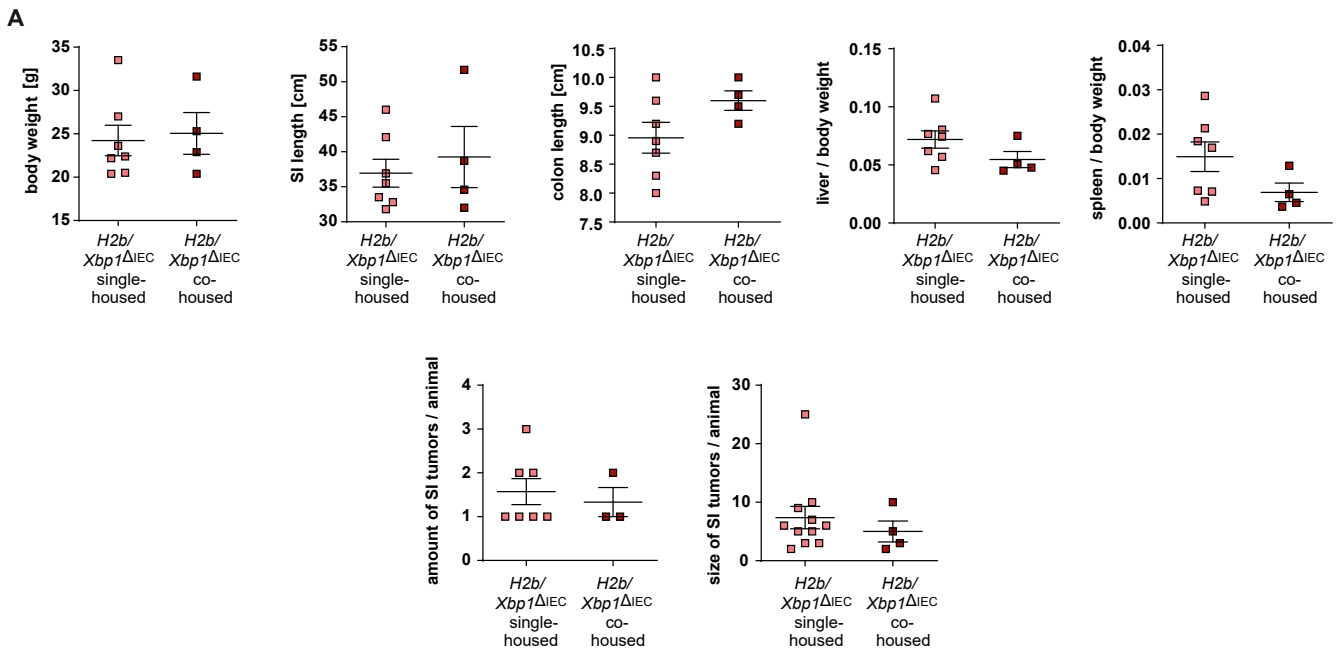 A
body weight [g]
35
30
25
20
15
H2b/
Xbp1ΔIEC
single-
housed
H2b/
Xbp1ΔIEC
co-
housed
SI length [cm]
55
50
45
40
35
30
H2b/
Xbp1ΔIEC
single-
housed
H2b/
Xbp1ΔIEC
co-
housed
colon length [cm]
10.5
10.0
9.5
9.0
8.5
8.0
7.5
H2b/
Xbp1ΔIEC
single-
housed
H2b/
Xbp1ΔIEC
co-
housed
liver / body weight
0.15
0.10
0.05
0.00
H2b/
Xbp1ΔIEC
single-
housed
H2b/
Xbp1ΔIEC
co-
housed
spleen / body weight
0.04
0.03
0.02
0.01
0.00
H2b/
Xbp1ΔIEC
single-
housed
H2b/
Xbp1ΔIEC
co-
housed
amount of SI tumors / animal
4
3
2
1
0
H2b/
Xbp1ΔIEC
single-
housed
H2b/
Xbp1ΔIEC
co-
housed
size of SI tumors / animal
30
20
10
0
H2b/
Xbp1ΔIEC
single-
housed
H2b/
Xbp1ΔIEC
co-
housed